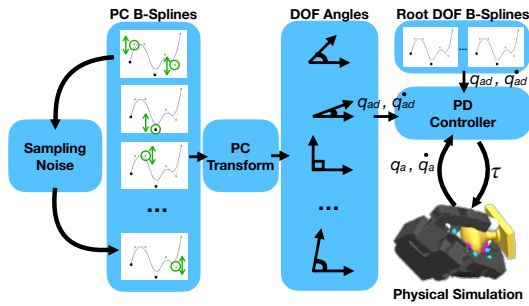 PC B-Splines
DOF Angles
Root DOF B-Splines
...
q_ad, q̇_ad
q_ad, q̇_ad
Sampling
Noise
PC
Transform
PD
Controller
q_a, q̇_a
τ
...
...
Physical Simulation